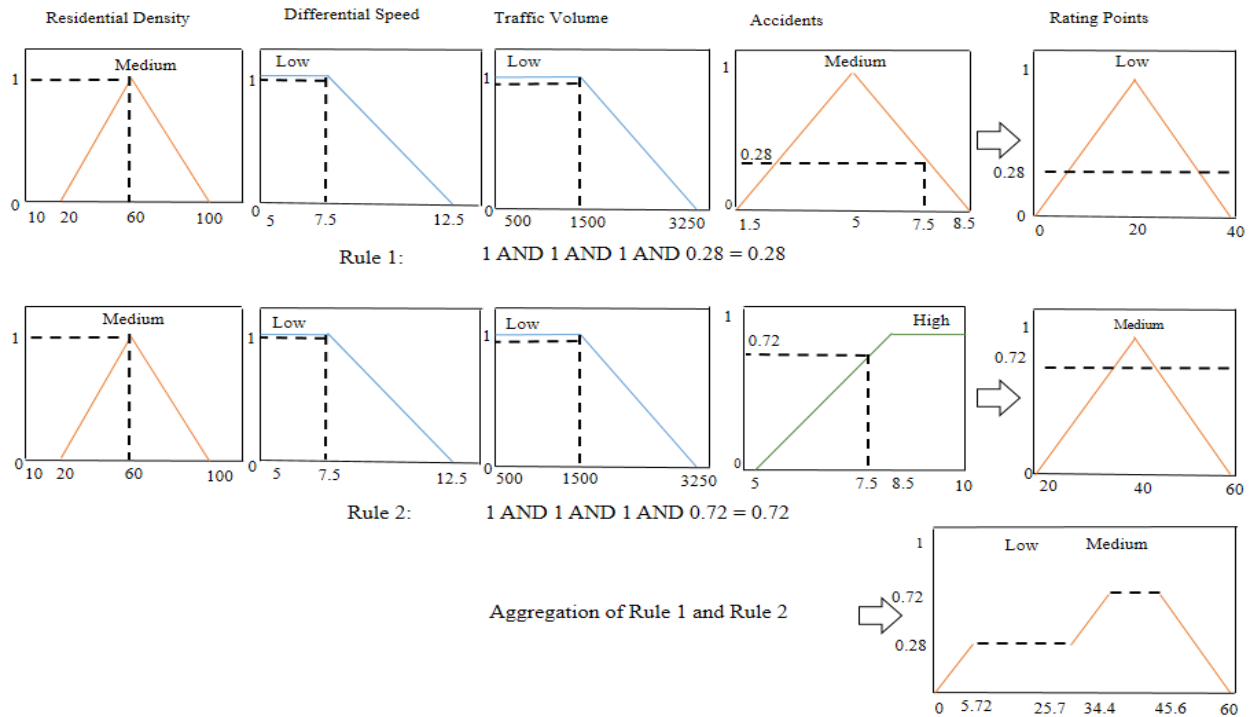 Residential Density
Differential Speed
Traffic Volume
Accidents
Rating Points
Medium
1
0
10 20 60 100
Low
1
0
5 7.5 12.5
Low
1
0
500 1500 3250
Medium
1
0.28
0
1.5 5 7.5 8.5
Low
1
0.28
0
0 20 40
Rule 1: 1 AND 1 AND 1 AND 0.28 = 0.28
Medium
1
0
10 20 60 100
Low
1
0
5 7.5 12.5
Low
1
0
500 1500 3250
High
1
0.72
0
5 7.5 8.5 10
Medium
1
0.72
0
20 40 60
Rule 2: 1 AND 1 AND 1 AND 0.72 = 0.72
Aggregation of Rule 1 and Rule 2
1
Low Medium
0.72
0.28
0 5.72 25.7 34.4 45.6 60